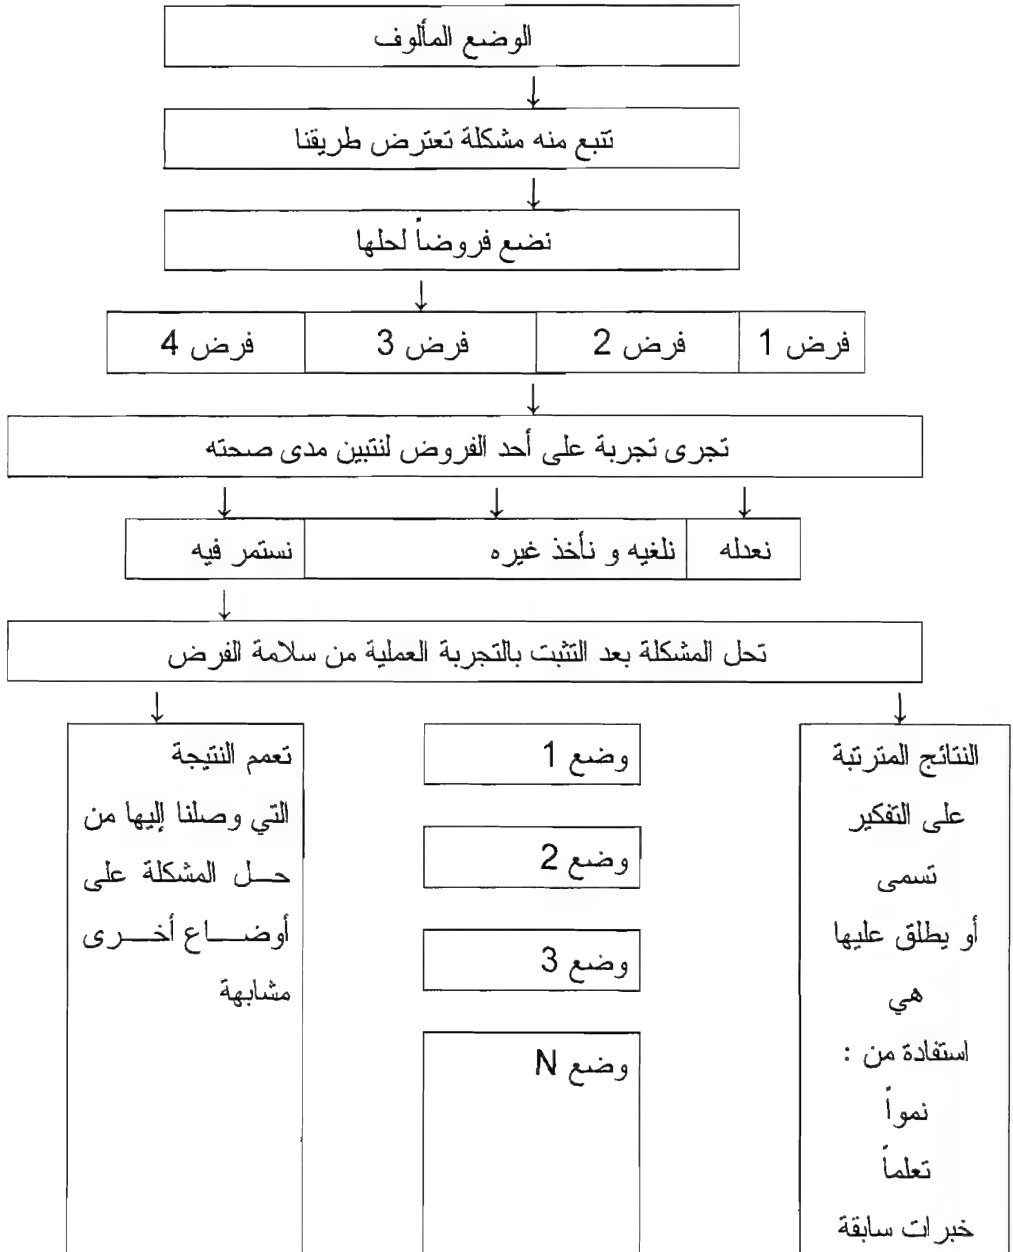 الوضع المألوف
تتبع منه مشكلة تعترض طريقنا
نضع فروضاً لحلها
فرض 1
فرض 2
فرض 3
فرض 4
تجرى تجربة على أحد الفروض لنتبين مدى صحته
نعدله
نلغيه و نأخذ غيره
نستمر فيه
تحل المشكلة بعد التثبت بالتجربة العملية من سلامة الفرض
النتائج المترتبة
على التفكير
تسمى
أو يطلق عليها
هي
استفادة من :
نمواً
تعلماً
خبرات سابقة
وضع 1
وضع 2
وضع 3
وضع N
تعمم النتيجة
التي وصلنا إليها من
حـل المشكلة على
أوضـــاع أخـــرى
مشابهة